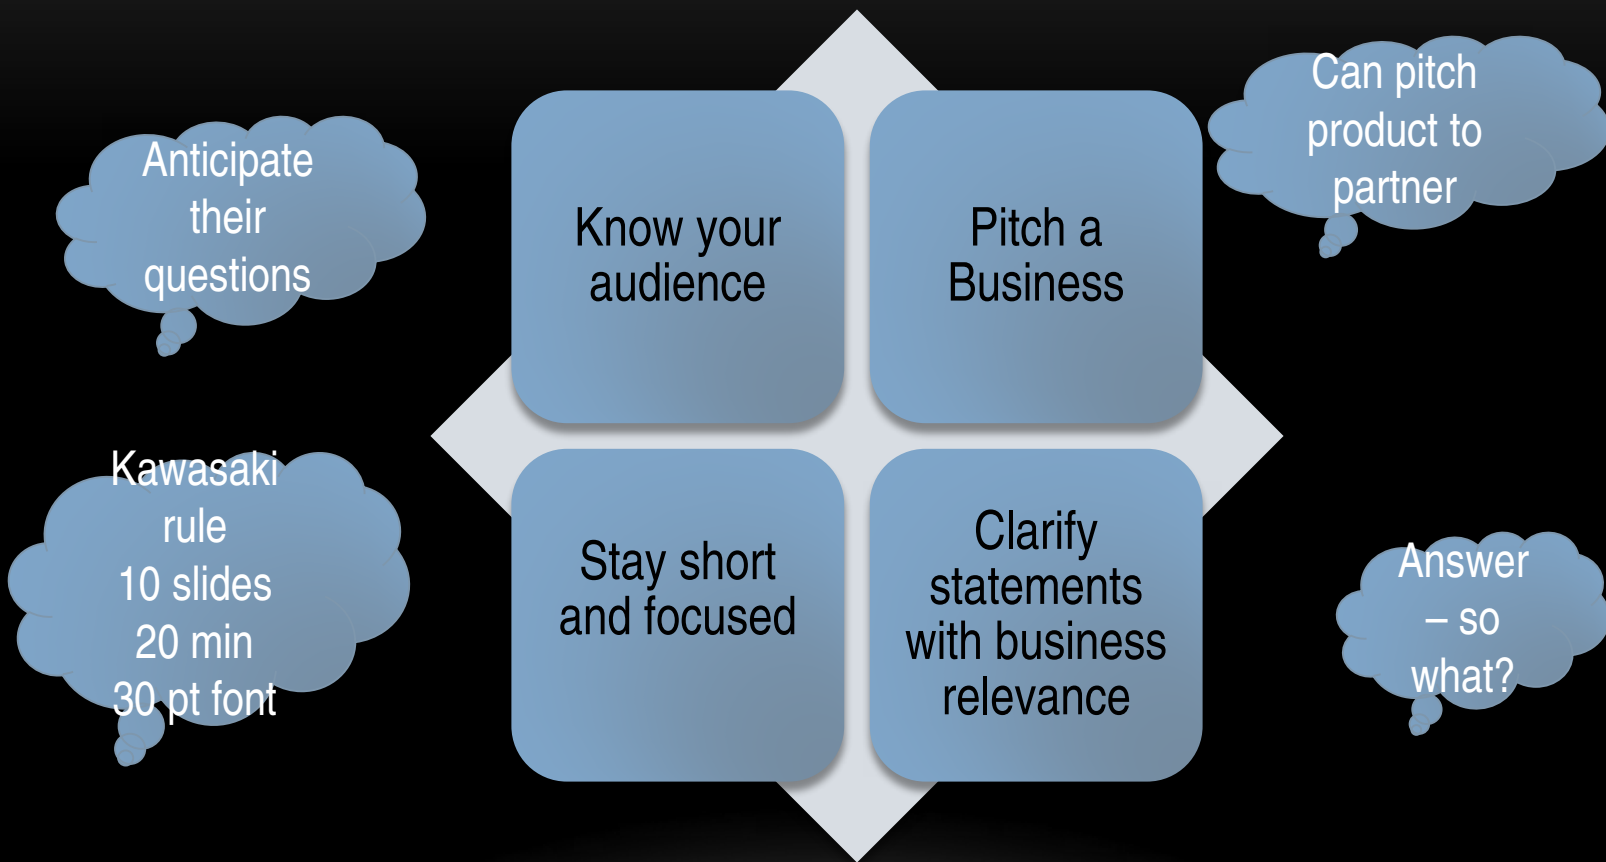 Anticipate
their
questions
Know your
audience
Pitch a
Business
Can pitch
product to
partner
Kawasaki
rule
10 slides
20 min
30 pt font
Stay short
and focused
Clarify
statements
with business
relevance
Answer
– so
what?